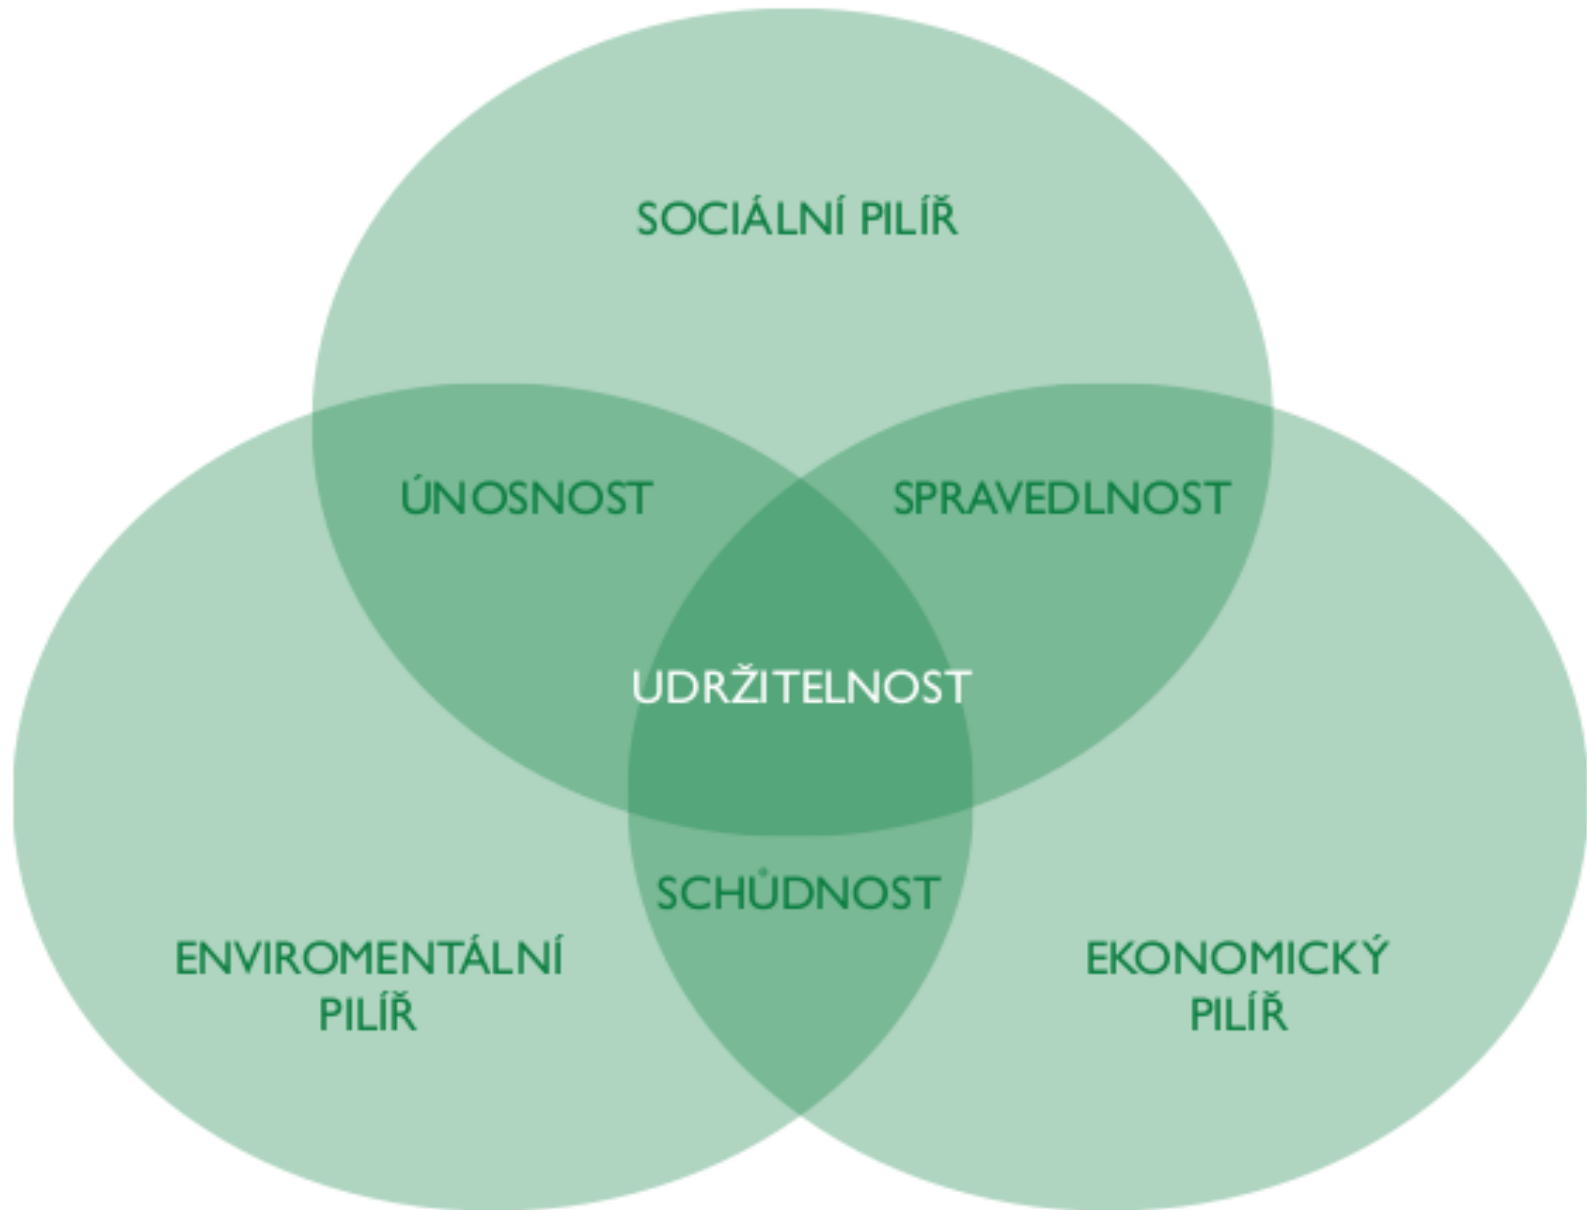 SOCIÁLNÍ PILÍŘ
ÚNOSNOST
SPRAVEDLNOST
UDRŽITELNOST
SCHŮDNOST
ENVIROMENTÁLNÍ
PILÍŘ
EKONOMICKÝ
PILÍŘ